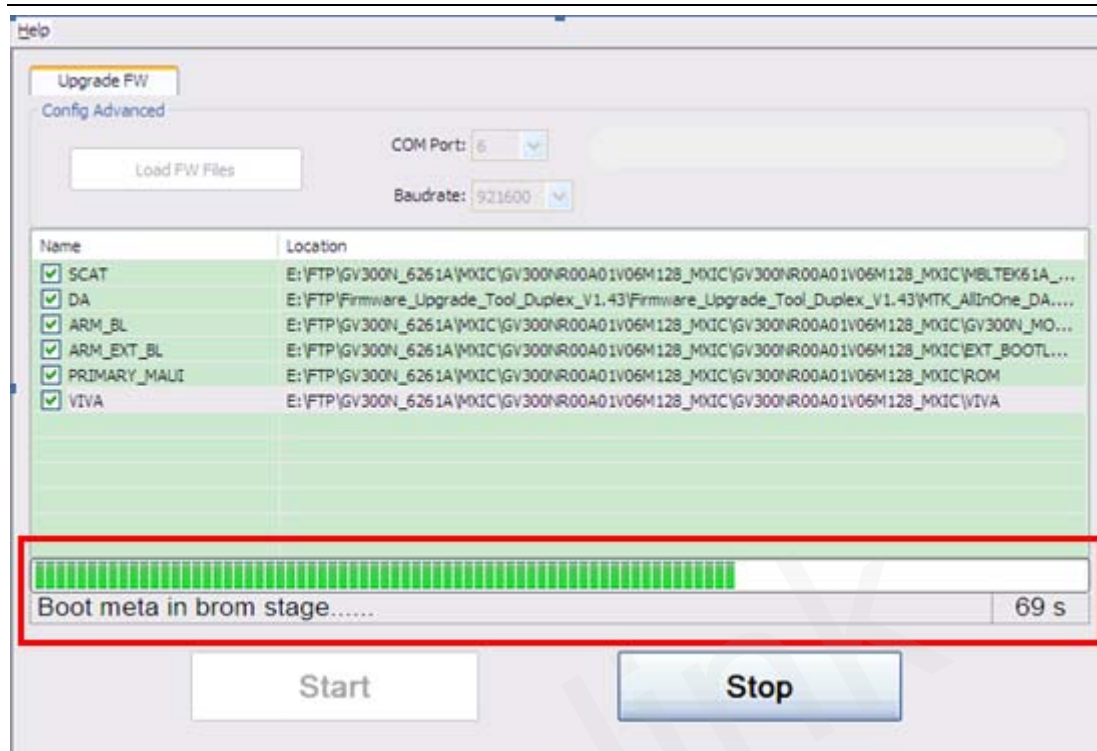 Help
Upgrade FW
Config Advanced
Load FW Files
COM Port: 6
Baudrate: 921600
Name Location
SCAT E:\FTP\GV300N_6261A\MXIC\GV300NR00A01V06M128_MXIC\GV300NR00A01V06M128_MXIC\MBLTEK61A_...
DA E:\FTP\Firmware_Upgrade_Tool_Duplex_V1.43\Firmware_Upgrade_Tool_Duplex_V1.43\MTK_AllInOne_DA....
ARM_BL E:\FTP\GV300N_6261A\MXIC\GV300NR00A01V06M128_MXIC\GV300NR00A01V06M128_MXIC\GV300N_MO...
ARM_EXT_BL E:\FTP\GV300N_6261A\MXIC\GV300NR00A01V06M128_MXIC\GV300NR00A01V06M128_MXIC\EXT_BOOTL...
PRIMARY_MAUI E:\FTP\GV300N_6261A\MXIC\GV300NR00A01V06M128_MXIC\GV300NR00A01V06M128_MXIC\ROM
VIVA E:\FTP\GV300N_6261A\MXIC\GV300NR00A01V06M128_MXIC\GV300NR00A01V06M128_MXIC\VIVA
Boot meta in brom stage...... 69 s
Start Stop